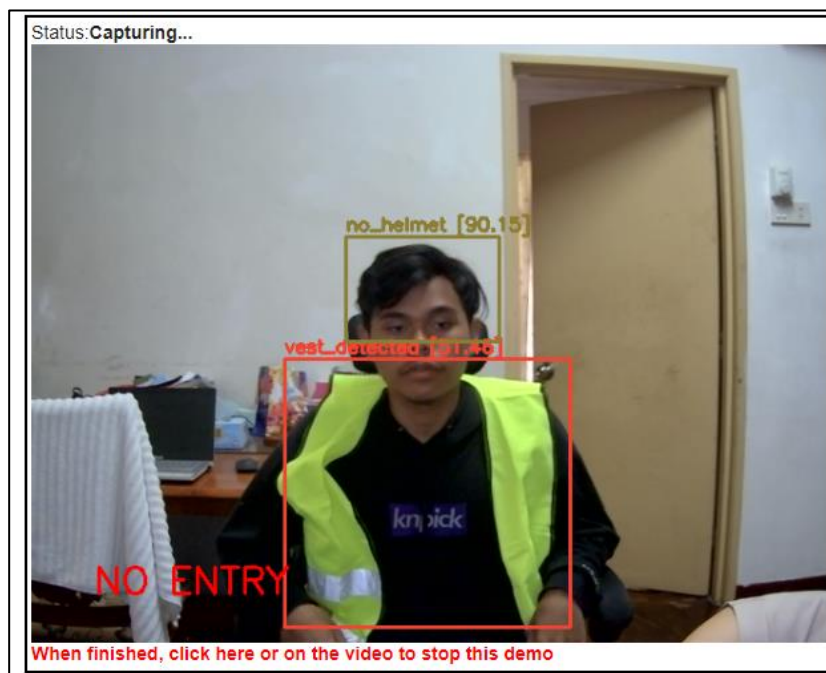 Status:Capturing...
no_helmet [90.15]
vest_detected
NO ENTRY
When finished, click here or on the video to stop this demo